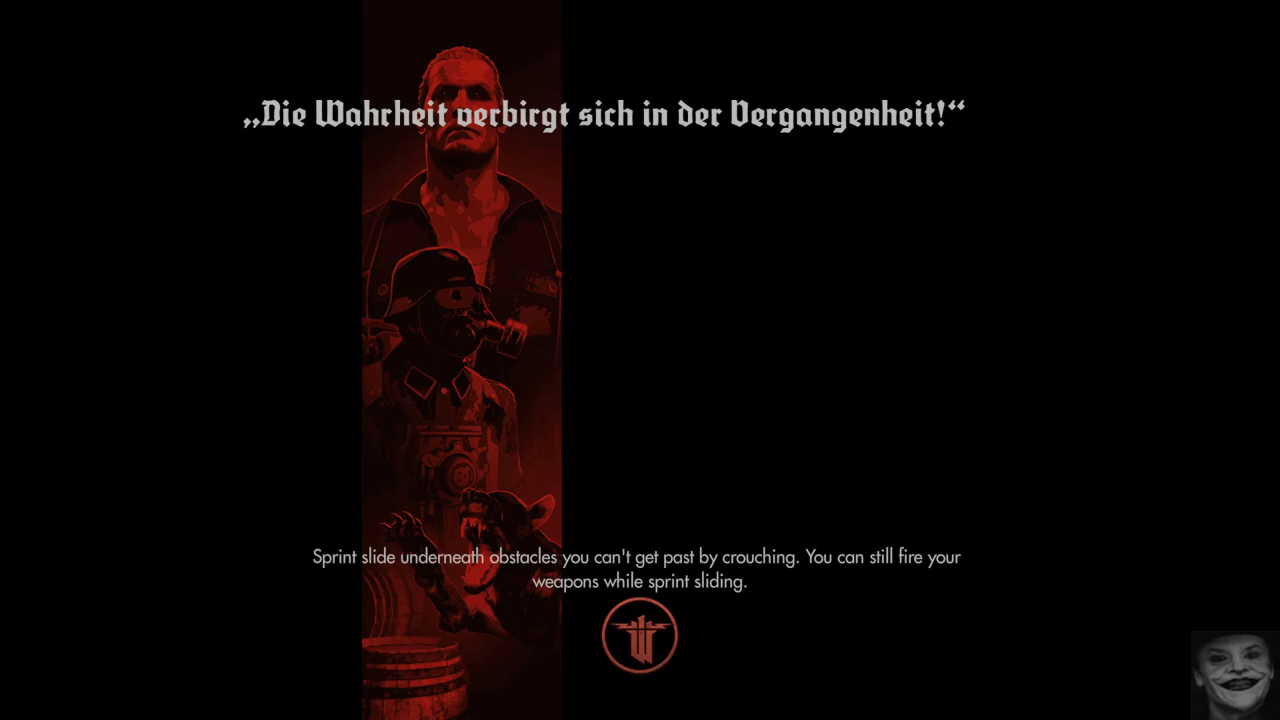 „Die Wahrheit verbirgt sich in der Vergangenheit!“
Sprint slide underneath obstacles you can't get past by crouching. You can still fire your
weapons while sprint sliding.